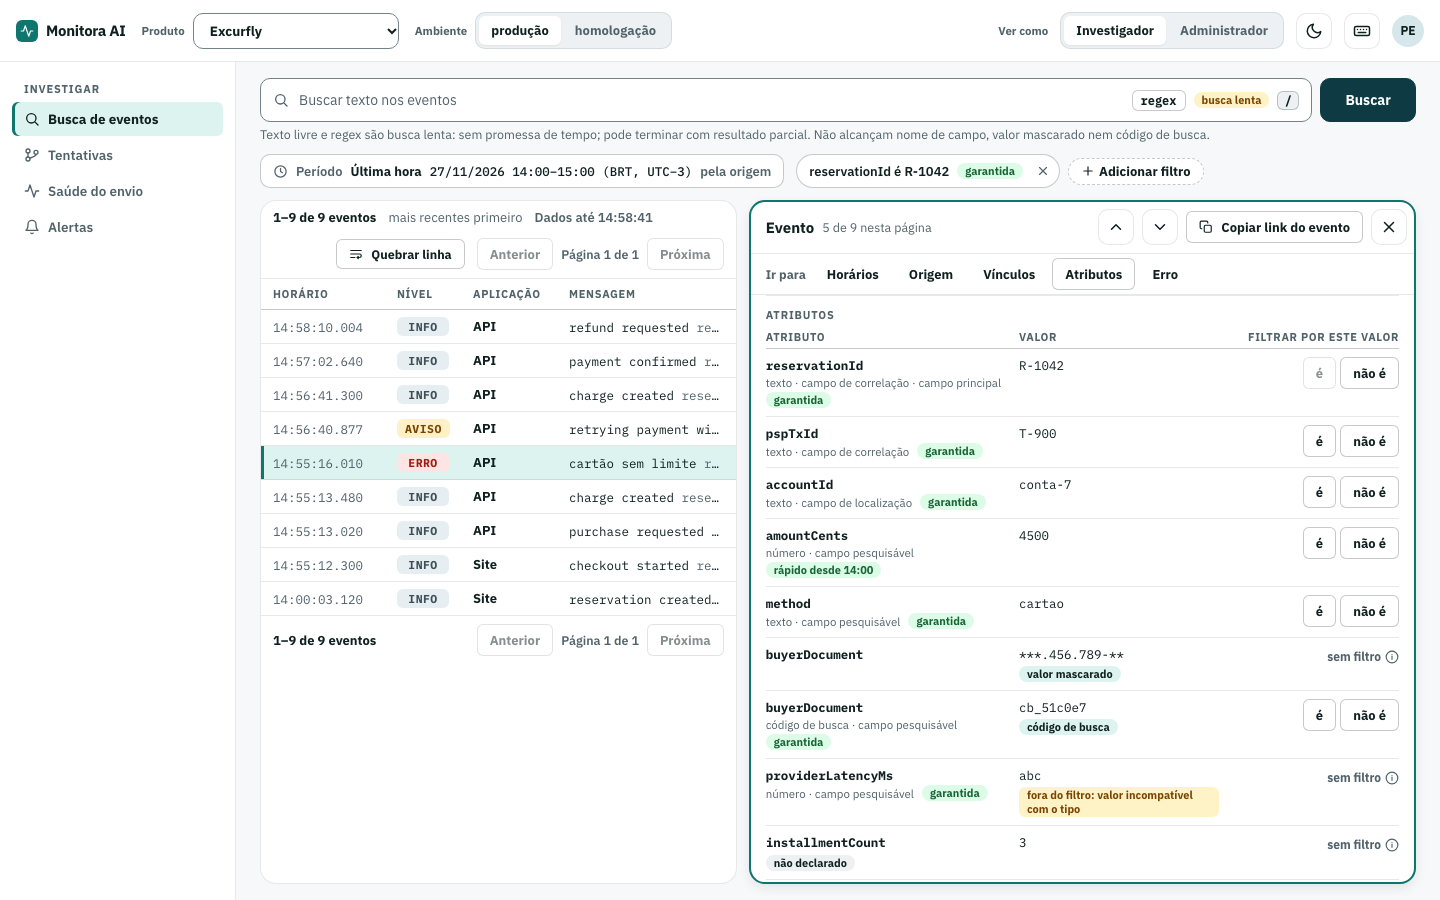 Monitora AI Produto Excurfly Ambiente produção homologação Ver como Investigador Administrador PE
INVESTIGAR
Busca de eventos
Tentativas
Saúde do envio
Alertas
Buscar texto nos eventos regex busca lenta / Buscar
Texto livre e regex são busca lenta: sem promessa de tempo; pode terminar com resultado parcial. Não alcançam nome de campo, valor mascarado nem código de busca.
Período Última hora 27/11/2026 14:00–15:00 (BRT, UTC−3) pela origem reservationId é R-1042 garantida Adicionar filtro
1–9 de 9 eventos mais recentes primeiro Dados até 14:58:41
Quebrar linha Anterior Página 1 de 1 Próxima
HORÁRIO NÍVEL APLICAÇÃO MENSAGEM
14:58:10.004 INFO API refund requested re…
14:57:02.640 INFO API payment confirmed r…
14:56:41.300 INFO API charge created rese…
14:56:40.877 AVISO API retrying payment wi…
14:55:16.010 ERRO API cartão sem limite r…
14:55:13.480 INFO API charge created rese…
14:55:13.020 INFO API purchase requested …
14:55:12.300 INFO Site checkout started re…
14:00:03.120 INFO Site reservation created…
1–9 de 9 eventos Anterior Página 1 de 1 Próxima
Evento 5 de 9 nesta página Copiar link do evento
Ir para Horários Origem Vínculos Atributos Erro
ATRIBUTOS
ATRIBUTO VALOR FILTRAR POR ESTE VALOR
reservationId R-1042 é não é
texto · campo de correlação · campo principal
garantida
pspTxId T-900 é não é
texto · campo de correlação garantida
accountId conta-7 é não é
texto · campo de localização garantida
amountCents 4500 é não é
número · campo pesquisável
rápido desde 14:00
method cartao é não é
texto · campo pesquisável garantida
buyerDocument ***.456.789-** sem filtro
valor mascarado
buyerDocument cb_51c0e7 é não é
código de busca · campo pesquisável código de busca
garantida
providerLatencyMs abc sem filtro
número · campo pesquisável garantida fora do filtro: valor incompatível
com o tipo
installmentCount 3 sem filtro
não declarado